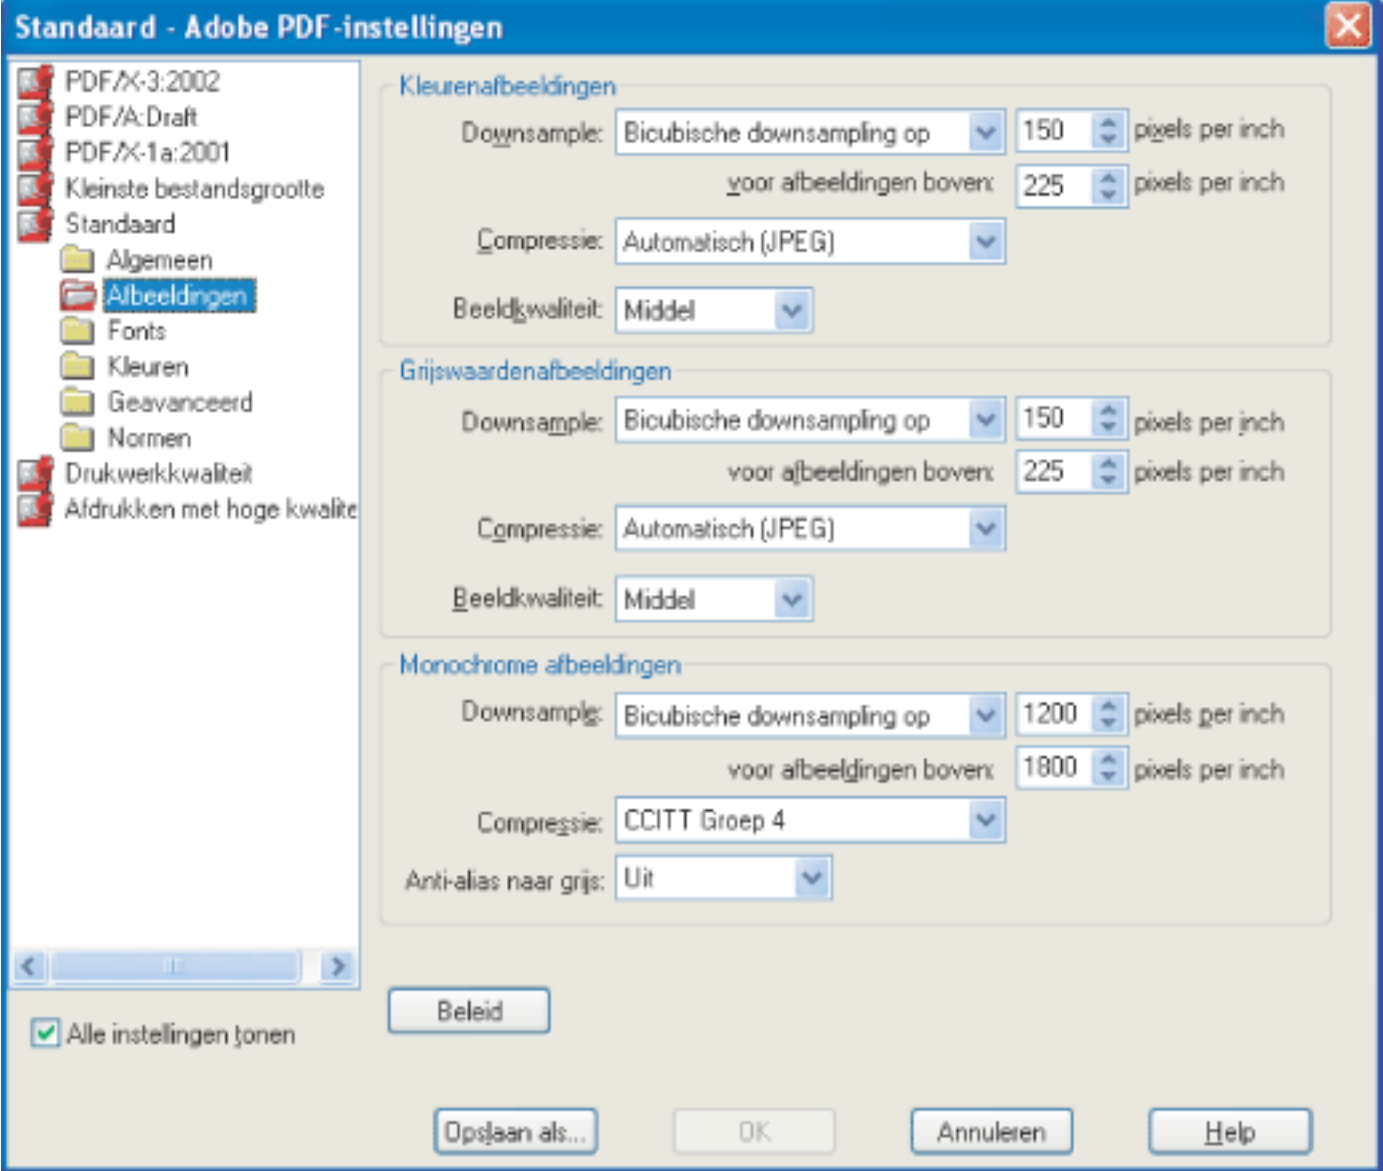 Standaard - Adobe PDF-instellingen
PDF/X-3:2002
PDF/A:Draft
PDF/X-1a:2001
Kleinste bestandsgrootte
Standaard
Algemeen
Afbeeldingen
Fonts
Kleuren
Geavanceerd
Normen
Drukwerkkwaliteit
Afdrukken met hoge kwalite
Alle instellingen tonen
Kleurenafbeeldingen
Downsample: Bicubische downsampling op 150 pixels per inch
voor afbeeldingen boven: 225 pixels per inch
Compressie: Automatisch (JPEG)
Beeldkwaliteit: Middel
Grijswaardenafbeeldingen
Downsample: Bicubische downsampling op 150 pixels per inch
voor afbeeldingen boven: 225 pixels per inch
Compressie: Automatisch (JPEG)
Beeldkwaliteit: Middel
Monochrome afbeeldingen
Downsample: Bicubische downsampling op 1200 pixels per inch
voor afbeeldingen boven: 1800 pixels per inch
Compressie: CCITT Groep 4
Anti-alias naar grijs: Uit
Beleid
Opslaan als... OK Annuleren Help